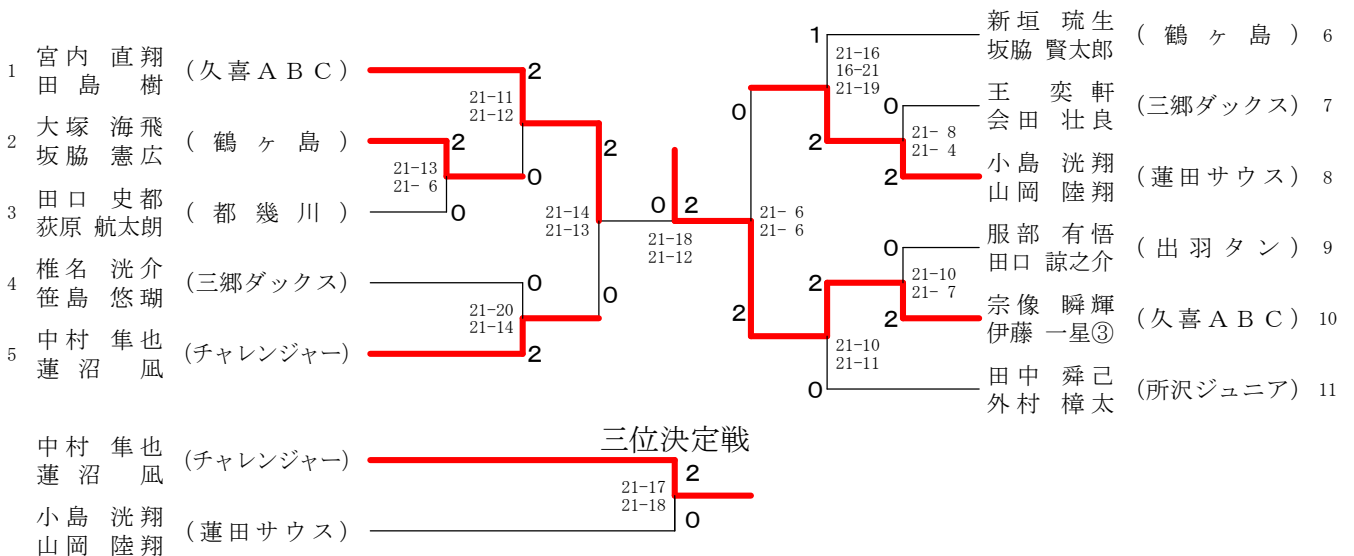 1 宮内 直翔 (久喜ABC)
田島 樹
2 大塚 海飛 (鶴ヶ島)
坂脇 憲広
3 田口 史都 (都幾川)
荻原 航太朗
4 椎名 洸介 (三郷ダックス)
笹島 悠瑚
5 中村 隼也 (チャレンジャー)
蓮沼 凪
2
21-11
21-12
0
2
21-13
21- 6
0
2
21-14
21-13
0
0
21-20
21-14
2
0 2
21-18
21-12
0
21- 6
21- 6
2
1
21-16
16-21
21-19
2
0
21- 8
21- 4
2
2
21-10
21-11
0
0
21-10
21- 7
2
新垣 琉生 (鶴ヶ島) 6
坂脇 賢太郎
王 奕軒 (三郷ダックス) 7
会田 壮良
小島 洸翔 (蓮田サウス) 8
山岡 陸翔
服部 有悟 (出羽タン) 9
田口 諒之介
宗像 瞬輝 (久喜ABC) 10
伊藤 一星③
田中 舜己 (所沢ジュニア) 11
外村 樟太
三位決定戦
中村 隼也 (チャレンジャー)
蓮沼 凪
2
21-17
21-18
0
小島 洸翔 (蓮田サウス)
山岡 陸翔